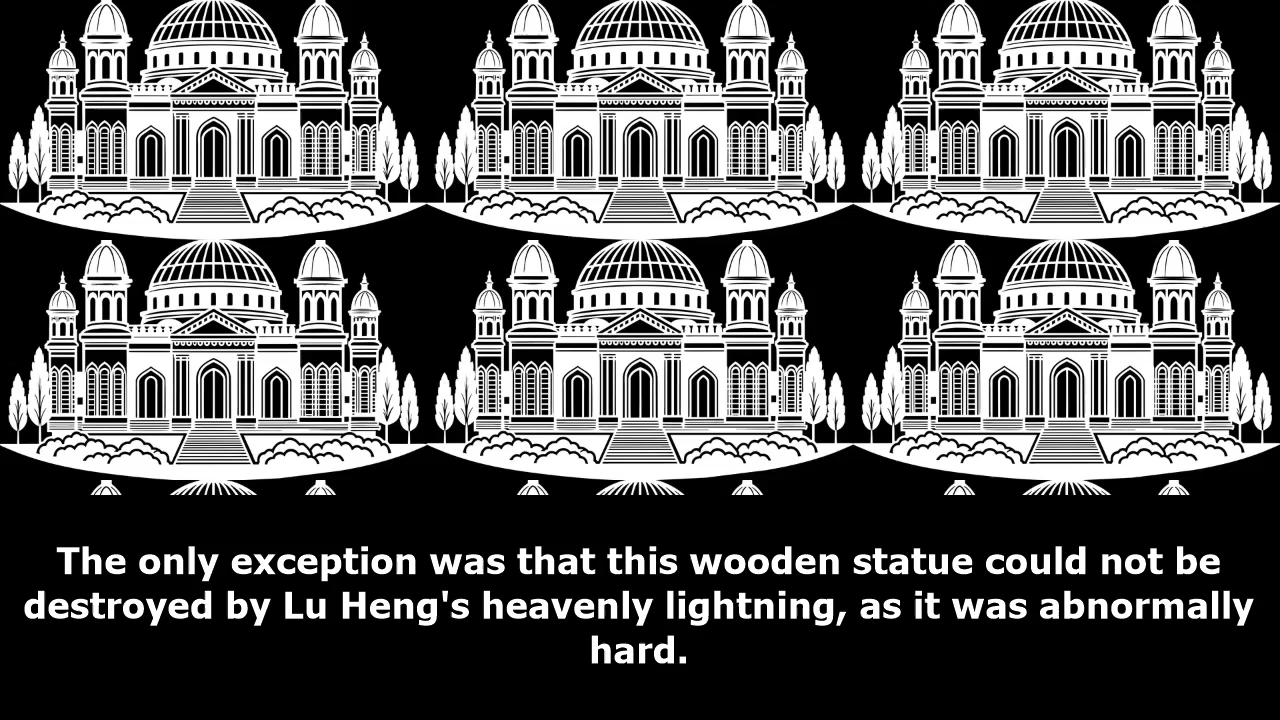 The only exception was that this wooden statue could not be
destroyed by Lu Heng's heavenly lightning, as it was abnormally
hard.